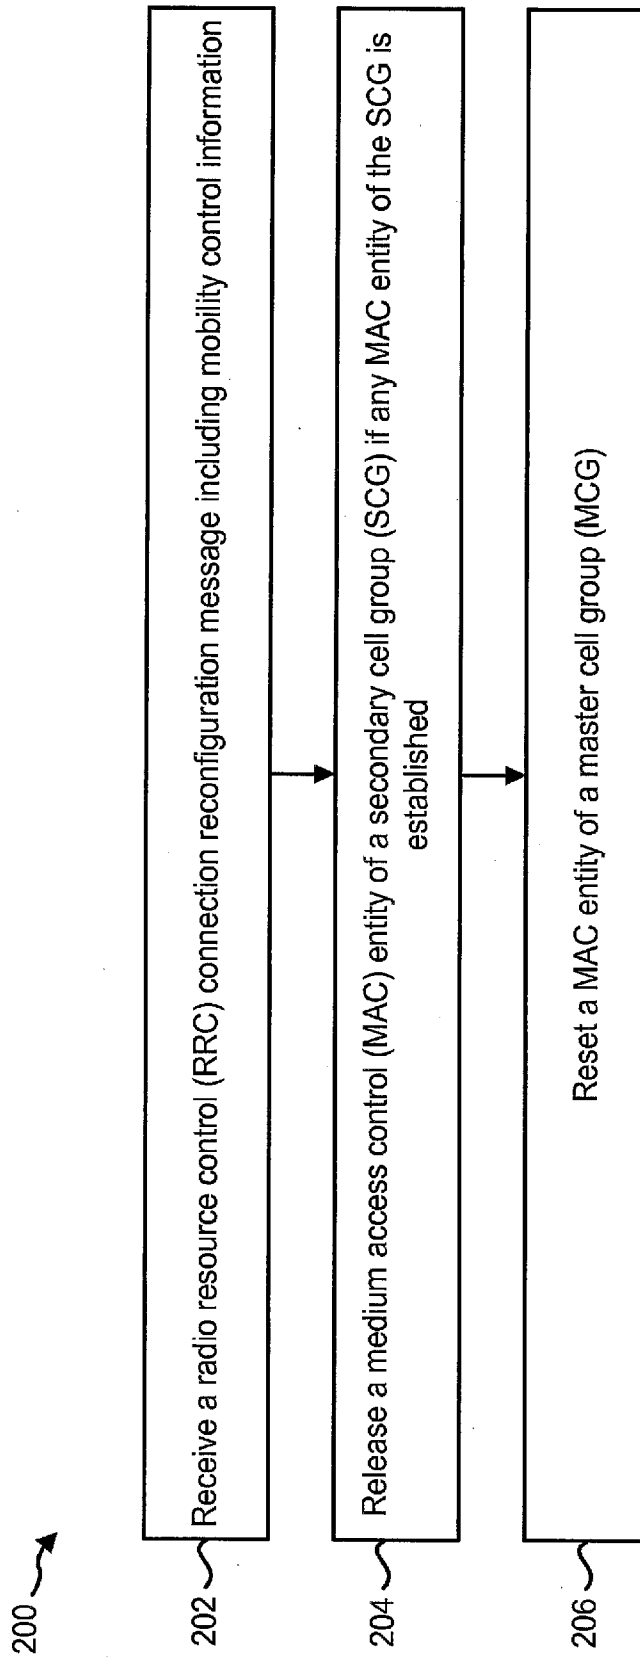 200
202
Receive a radio resource control (RRC) connection reconfiguration message including mobility control information
204
Release a medium access control (MAC) entity of a secondary cell group (SCG) if any MAC entity of the SCG is
established
206
Reset a MAC entity of a master cell group (MCG)